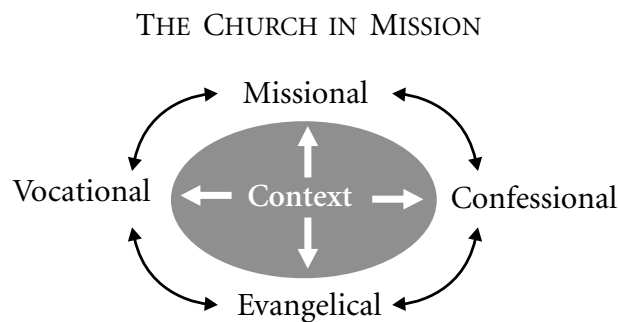 THE CHURCH IN MISSION
Missional
Vocational
Context
Confessional
Evangelical